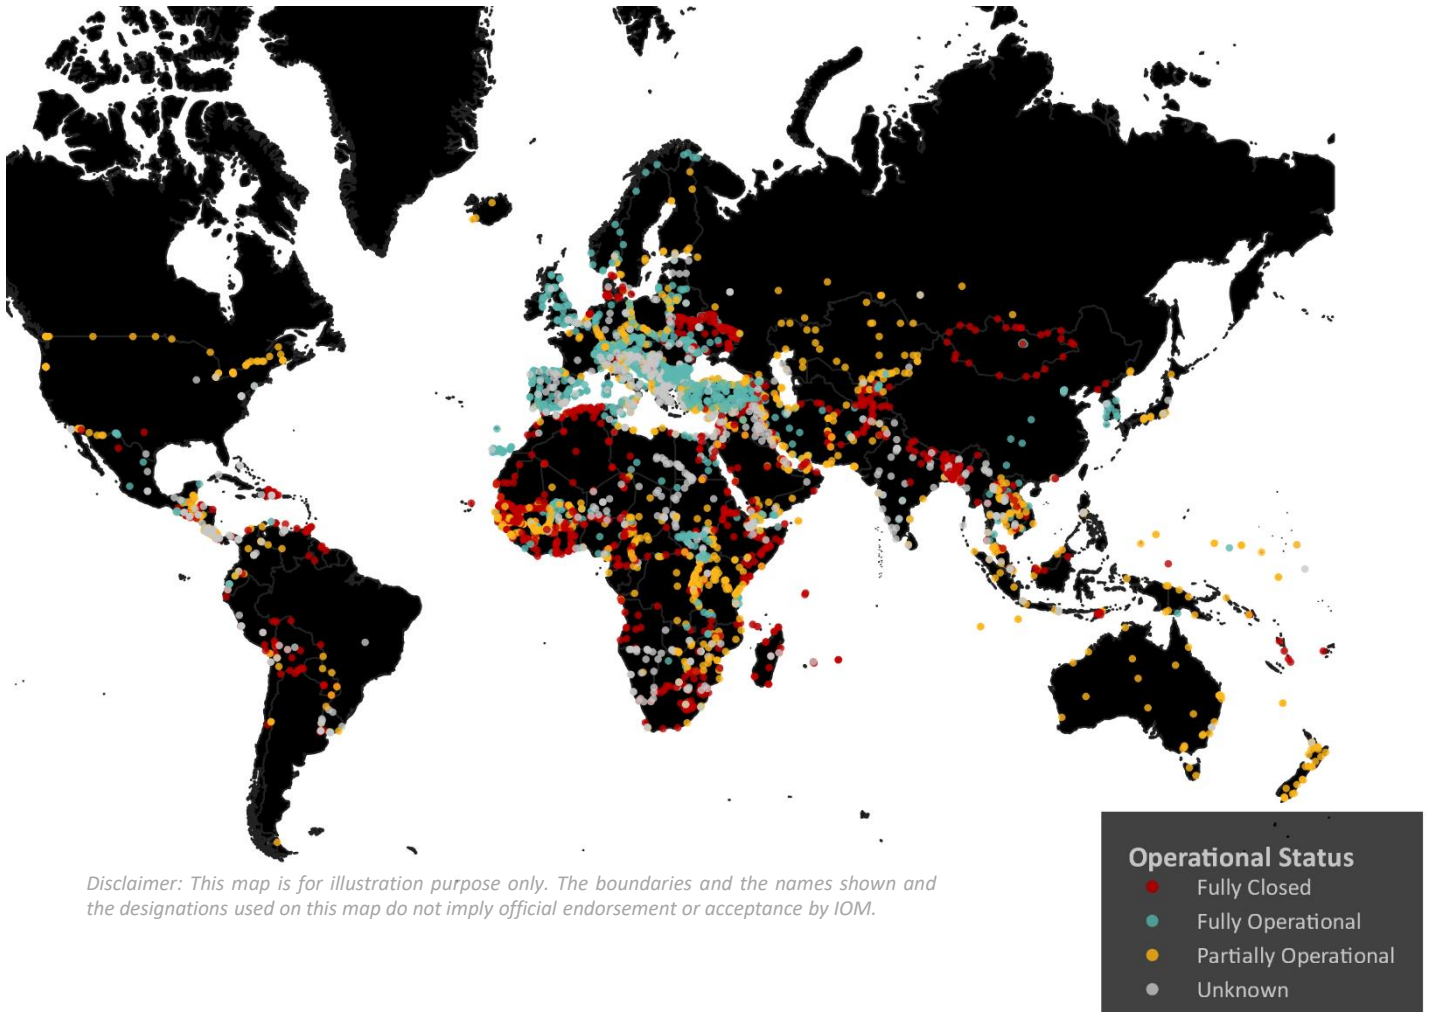 Disclaimer: This map is for illustration purpose only. The boundaries and the names shown and
the designations used on this map do not imply official endorsement or acceptance by IOM.
Operational Status
Fully Closed
Fully Operational
Partially Operational
Unknown